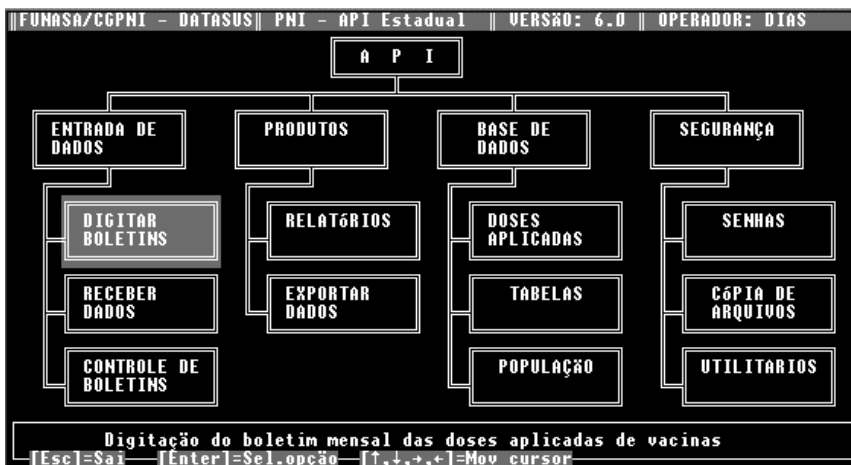 FUNASA/CGPNI - DATASUS PNI - API Estadual VERSäO: 6.0 OPERADOR: DIAS
A P I
ENTRADA DE
DADOS
PRODUTOS
BASE DE
DADOS
SEGURANÇA
DIGITAR
BOLETINS
RELATóRIOS
DOSES
APLICADAS
SENHAS
RECEBER
DADOS
EXPORTAR
DADOS
TABELAS
CóPIA DE
ARQUIVOS
CONTROLE DE
BOLETINS
POPULAÇäO
UTILITARIOS
Digitação do boletim mensal das doses aplicadas de vacinas
[Esc]=Sai [Enter]=Sel.opção [↑,↓,→,←]=Mov cursor